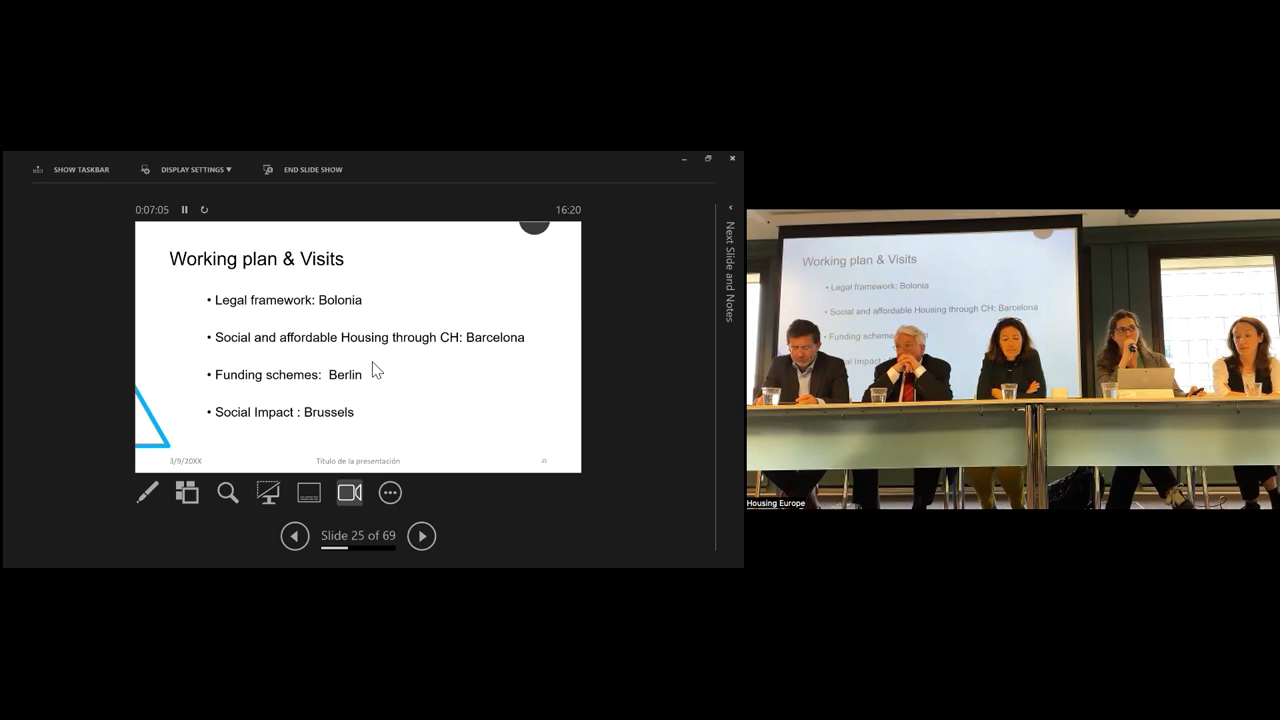 SHOW TASKBAR
DISPLAY SETTINGS ▼
END SLIDE SHOW
0:07:05
16:20
Working plan & Visits
• Legal framework: Bolonia
• Social and affordable Housing through CH: Barcelona
• Funding schemes: Berlin
• Social Impact : Brussels
3/9/20XX
Título de la presentación
25
Slide 25 of 69
Next Slide and Notes
Working plan & Visits
• Legal framework: Bolonia
• Social and affordable Housing through CH: Barcelona
• Funding
Housing Europe